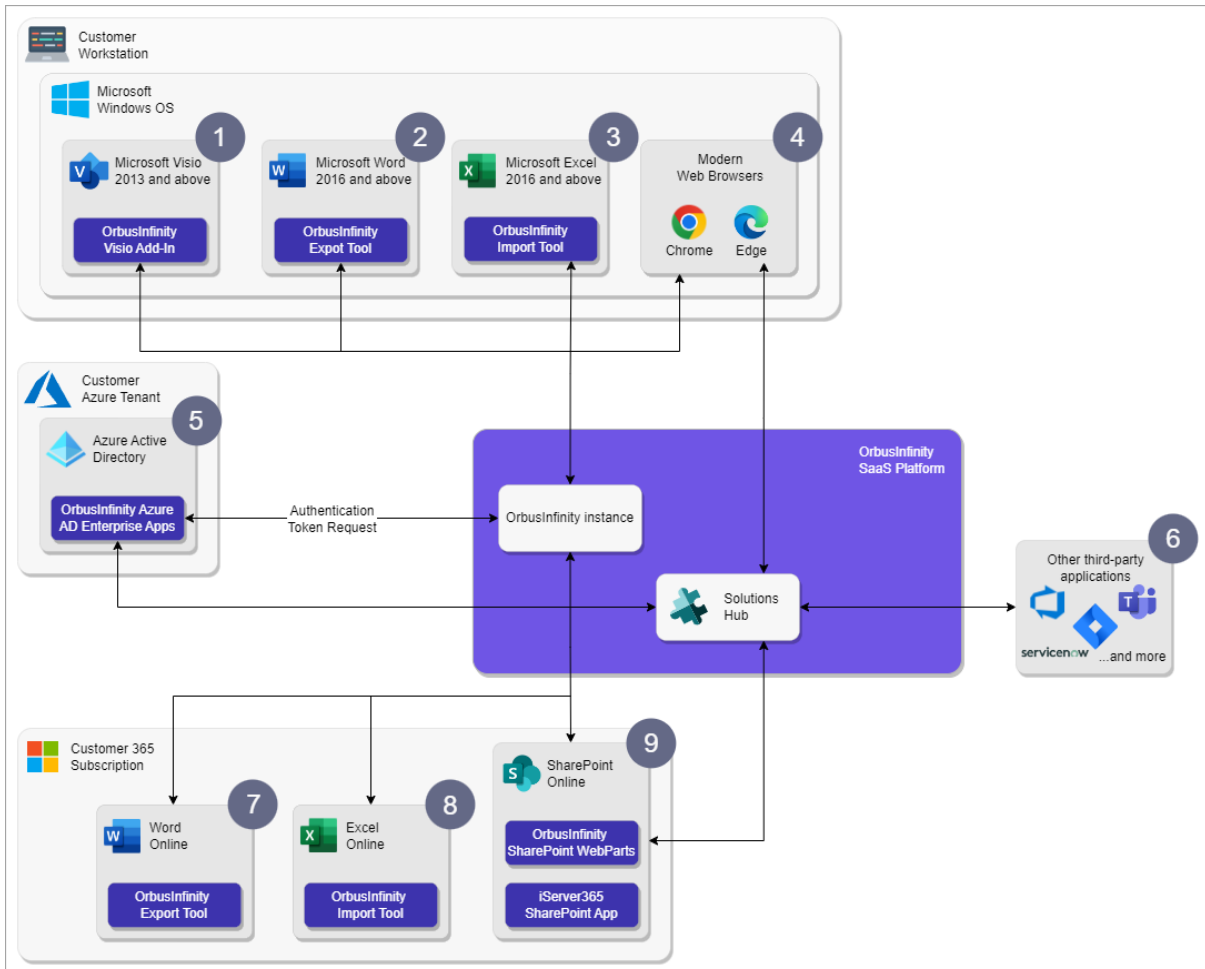 Customer
Workstation
Microsoft
Windows OS
1
Microsoft Visio
2013 and above
V
OrbusInfinity
Visio Add-In
2
Microsoft Word
2016 and above
W
OrbusInfinity
Expot Tool
3
Microsoft Excel
2016 and above
X
OrbusInfinity
Import Tool
4
Modern
Web Browsers
Chrome
Edge
Customer
Azure Tenant
5
Azure Active
Directory
OrbusInfinity Azure
AD Enterprise Apps
Authentication
Token Request
OrbusInfinity
SaaS Platform
OrbusInfinity instance
Solutions
Hub
6
Other third-party
applications
T
servicenow
...and more
Customer 365
Subscription
7
W
Word
Online
OrbusInfinity
Export Tool
8
X
Excel
Online
OrbusInfinity
Import Tool
9
S
SharePoint
Online
OrbusInfinity
SharePoint WebParts
iServer365
SharePoint App